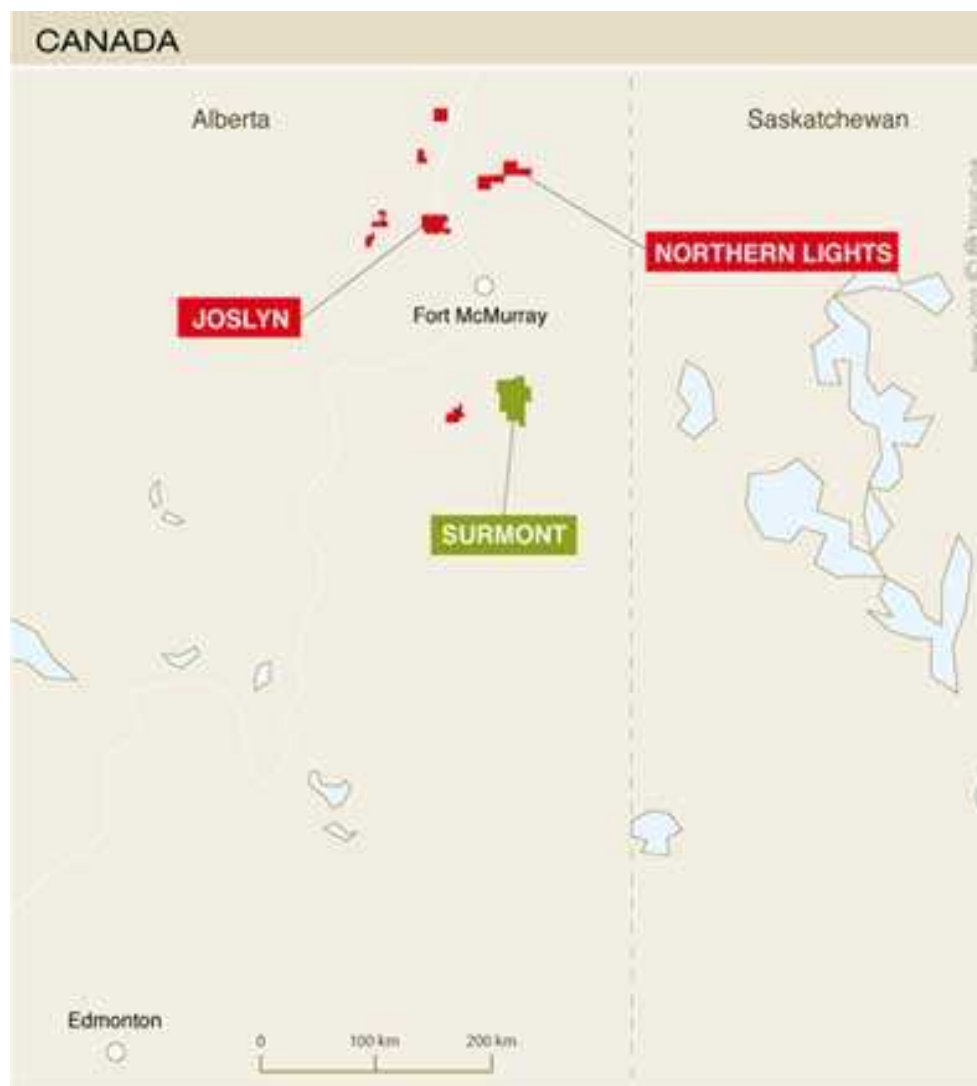 CANADA
Alberta
Saskatchewan
NORTHERN LIGHTS
JOSLYN
Fort McMurray
SURMONT
Edmonton
0 100 km 200 km